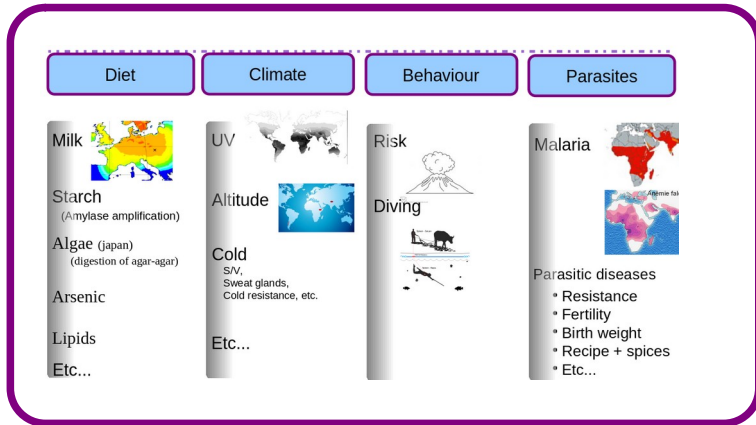 Diet
Climate
Behaviour
Parasites
Milk
Starch
(Amylase amplification)
Algae (japan)
(digestion of agar-agar)
Arsenic
Lipids
Etc...
UV
Altitude
Cold
S/V,
Sweat glands,
Cold resistance, etc.
Etc...
Risk
Diving
Malaria
Parasitic diseases
• Resistance
• Fertility
• Birth weight
• Recipe + spices
• Etc...